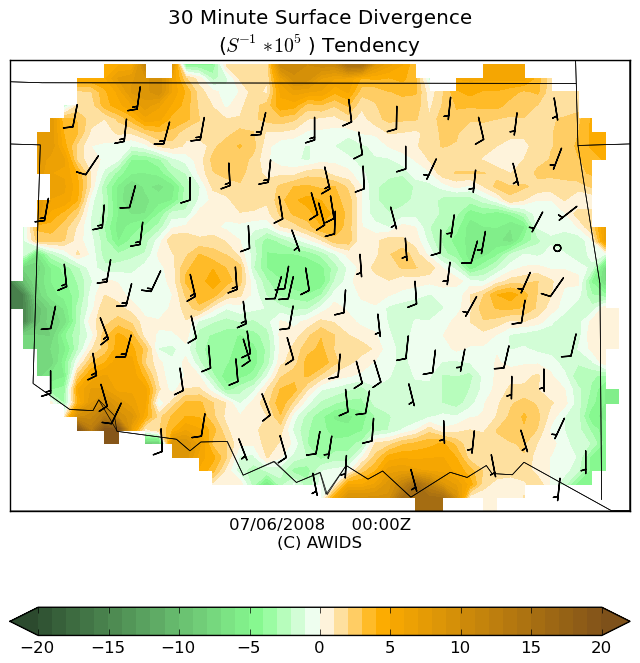 30 Minute Surface Divergence
(S⁻¹ ∗10⁵ ) Tendency
07/06/2008 00:00Z
(C) AWIDS
−20 −15 −10 −5 0 5 10 15 20